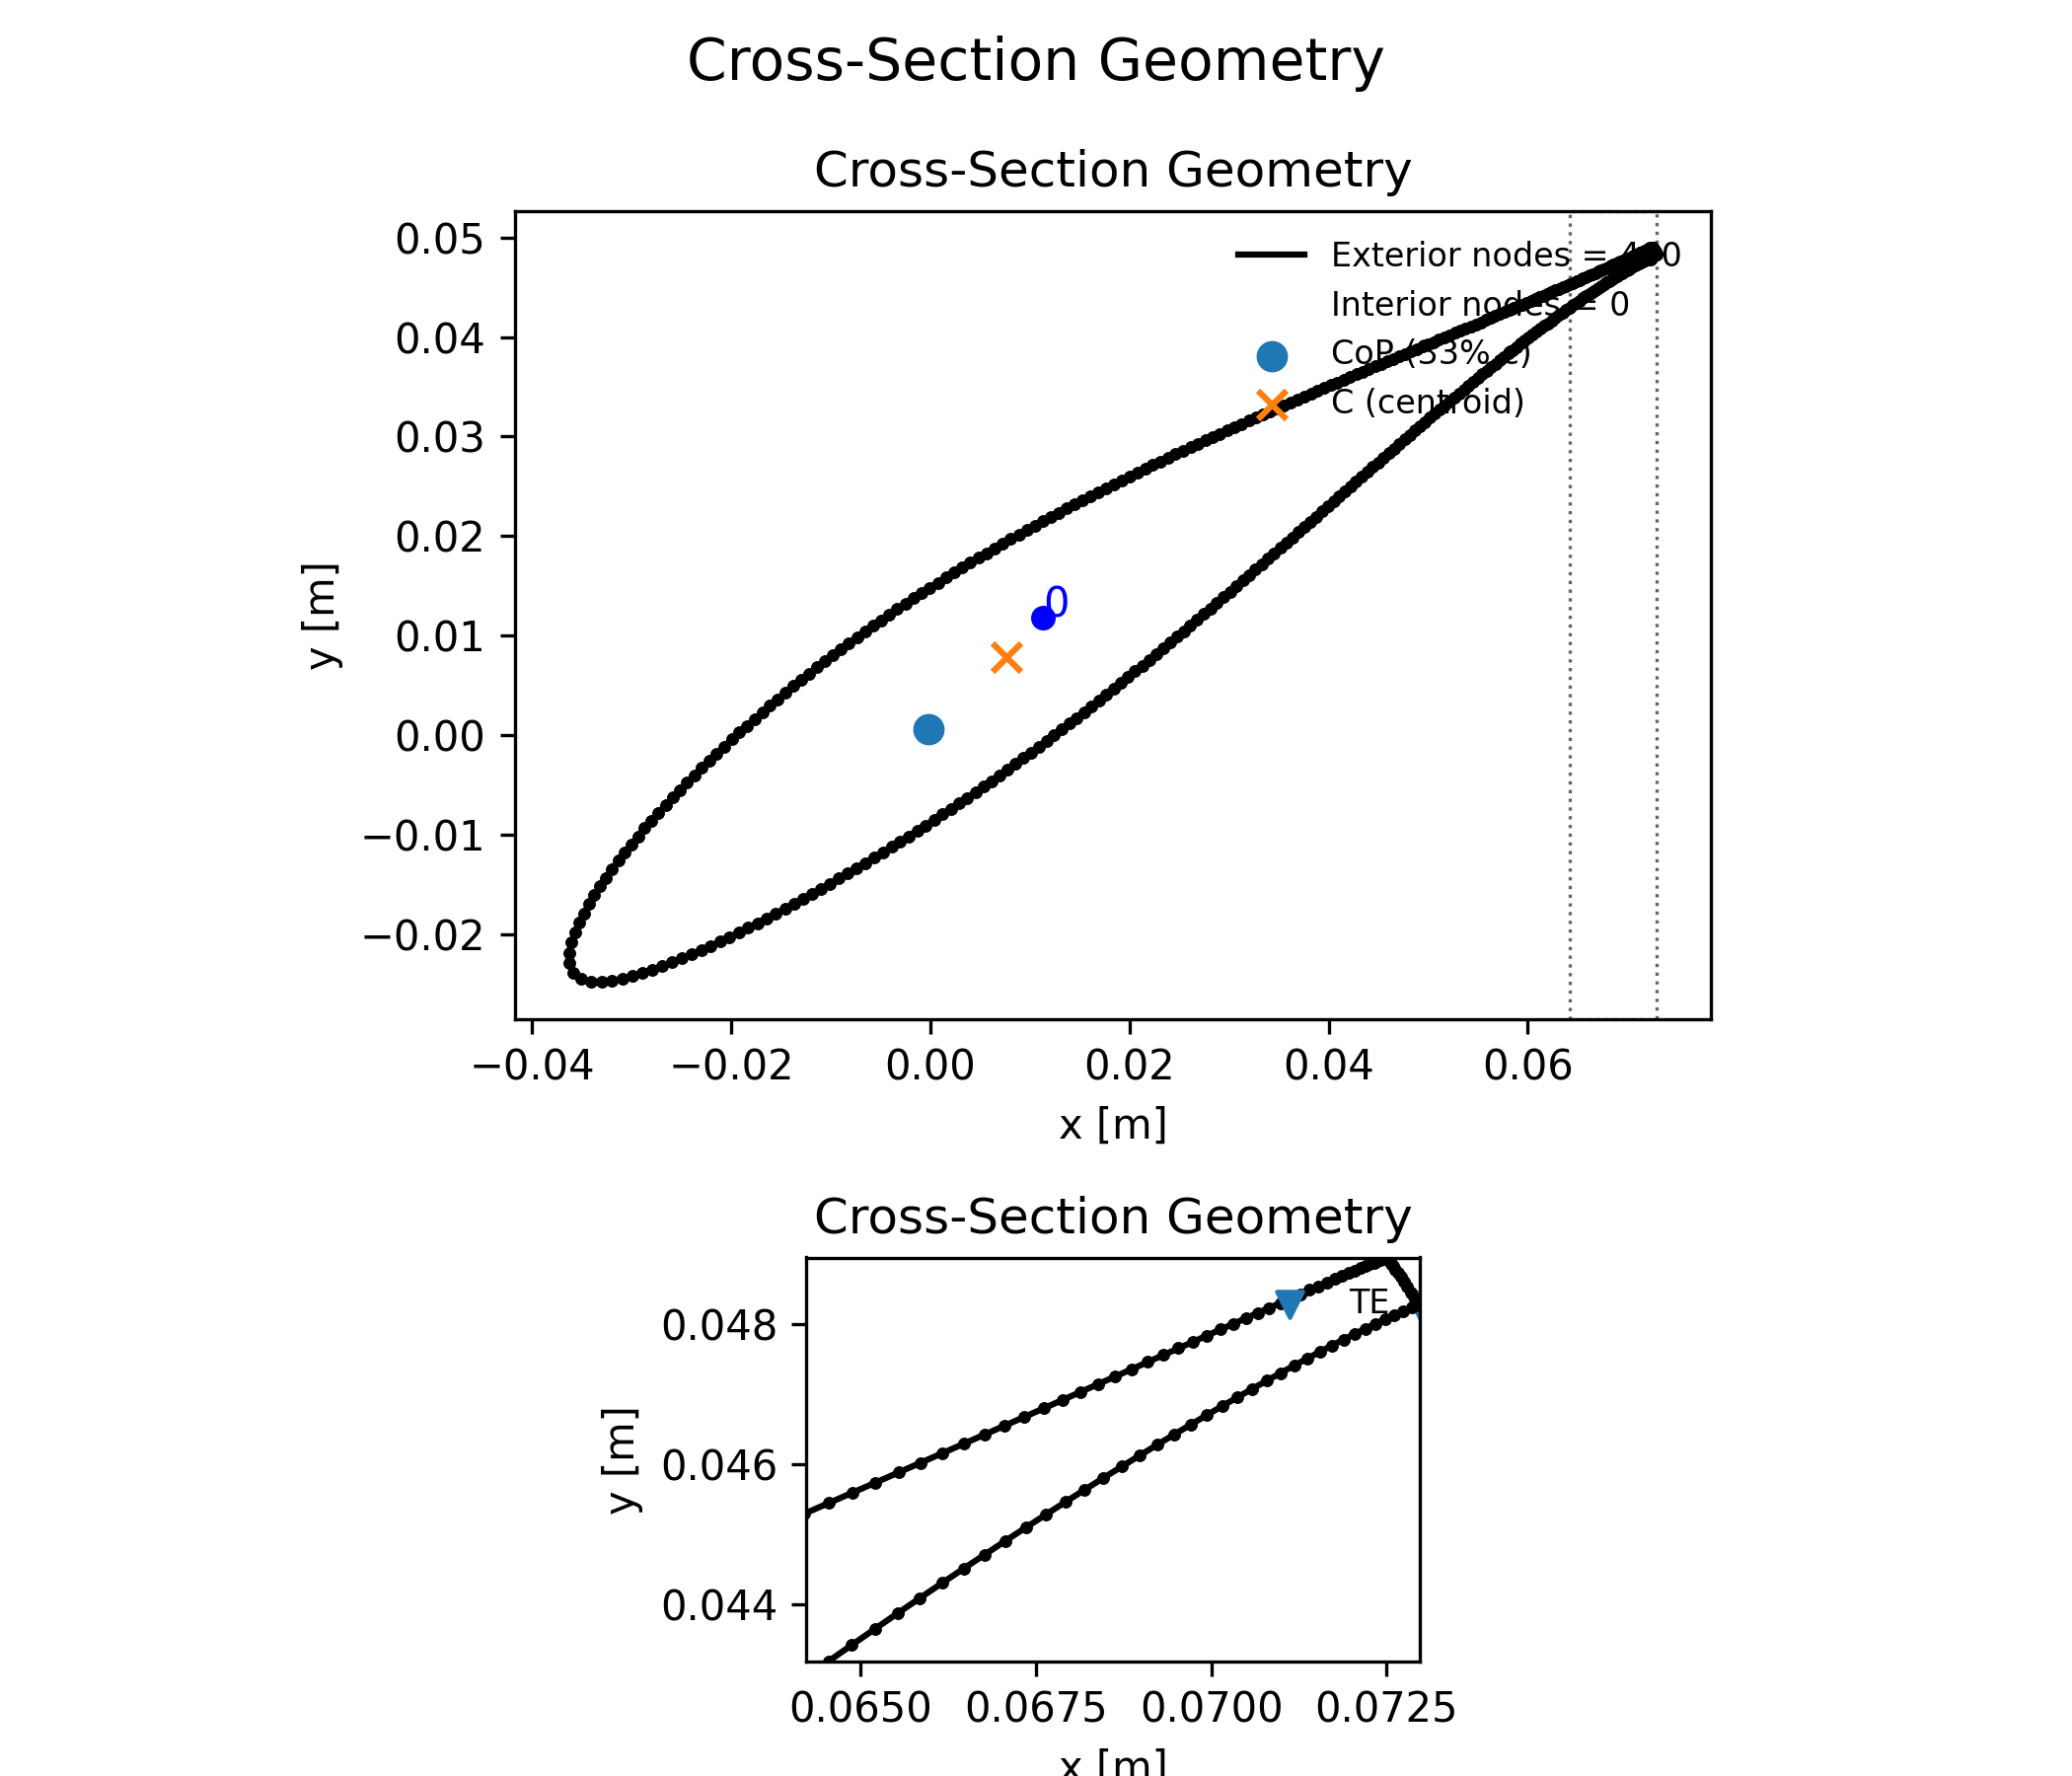 Cross-Section Geometry
Cross-Section Geometry
0.05
0.04
0.03
0.02
0.01
0.00
−0.01
−0.02
y [m]
Exterior nodes =
Interior nodes = 0
CoP (33% c)
C (centroid)
0
−0.04 −0.02 0.00 0.02 0.04 0.06
x [m]
Cross-Section Geometry
0.048
0.046
0.044
y [m]
TE
0.0650 0.0675 0.0700 0.0725
x [m]